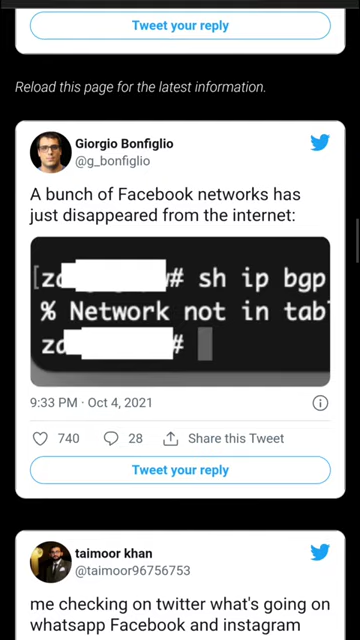 Tweet your reply
Reload this page for the latest information.
Giorgio Bonfiglio
@g_bonfiglio
A bunch of Facebook networks has
just disappeared from the internet:
# sh ip bgp
% Network not in tab
#
9:33 PM · Oct 4, 2021
740 28 Share this Tweet
Tweet your reply
taimoor khan
@taimoor96756753
me checking on twitter what's going on
whatsapp Facebook and instagram